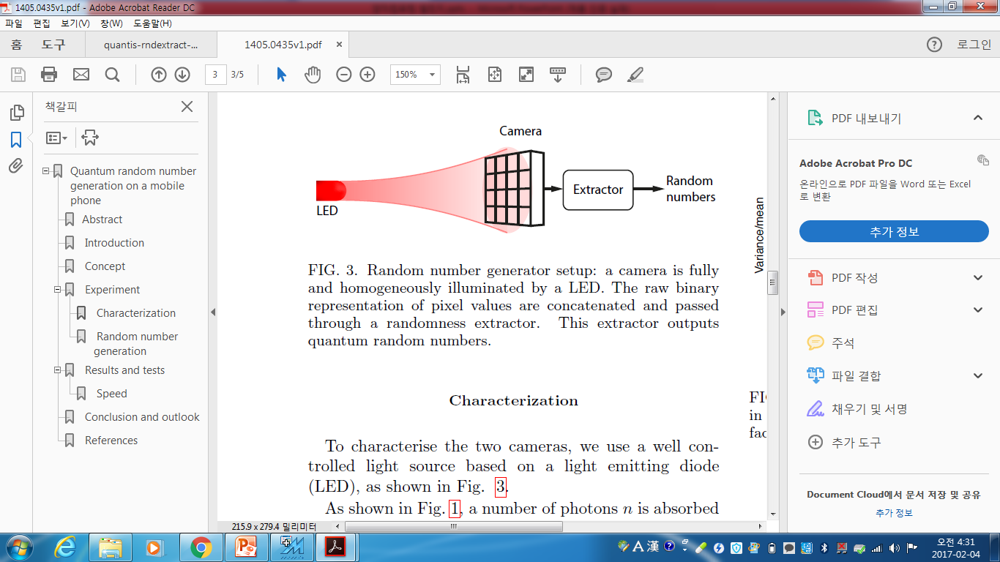 1405.0435v1.pdf - Adobe Acrobat Reader DC
파일 편집 보기(V) 창(W) 도움말(H)
홈 도구 quantis-rndextract-... 1405.0435v1.pdf × 로그인
3 3/5 150%
책갈피
Quantum random number
generation on a mobile
phone
Abstract
Introduction
Concept
Experiment
Characterization
Random number
generation
Results and tests
Speed
Conclusion and outlook
References
Camera
LED
Extractor
Random
numbers
Variance/mean
FIG. 3. Random number generator setup: a camera is fully
and homogeneously illuminated by a LED. The raw binary
representation of pixel values are concatenated and passed
through a randomness extractor. This extractor outputs
quantum random numbers.
Characterization
To characterise the two cameras, we use a well con-
trolled light source based on a light emitting diode
(LED), as shown in Fig. 3.
As shown in Fig. 1, a number of photons n is absorbed
FI
in
fac
215.9 x 279.4 밀리미터
PDF 내보내기
Adobe Acrobat Pro DC
온라인으로 PDF 파일을 Word 또는 Excel
로 변환
추가 정보
PDF 작성
PDF 편집
주석
파일 결합
채우기 및 서명
추가 도구
Document Cloud에서 문서 저장 및 공유
추가 정보
A 漢
오전 4:31
2017-02-04